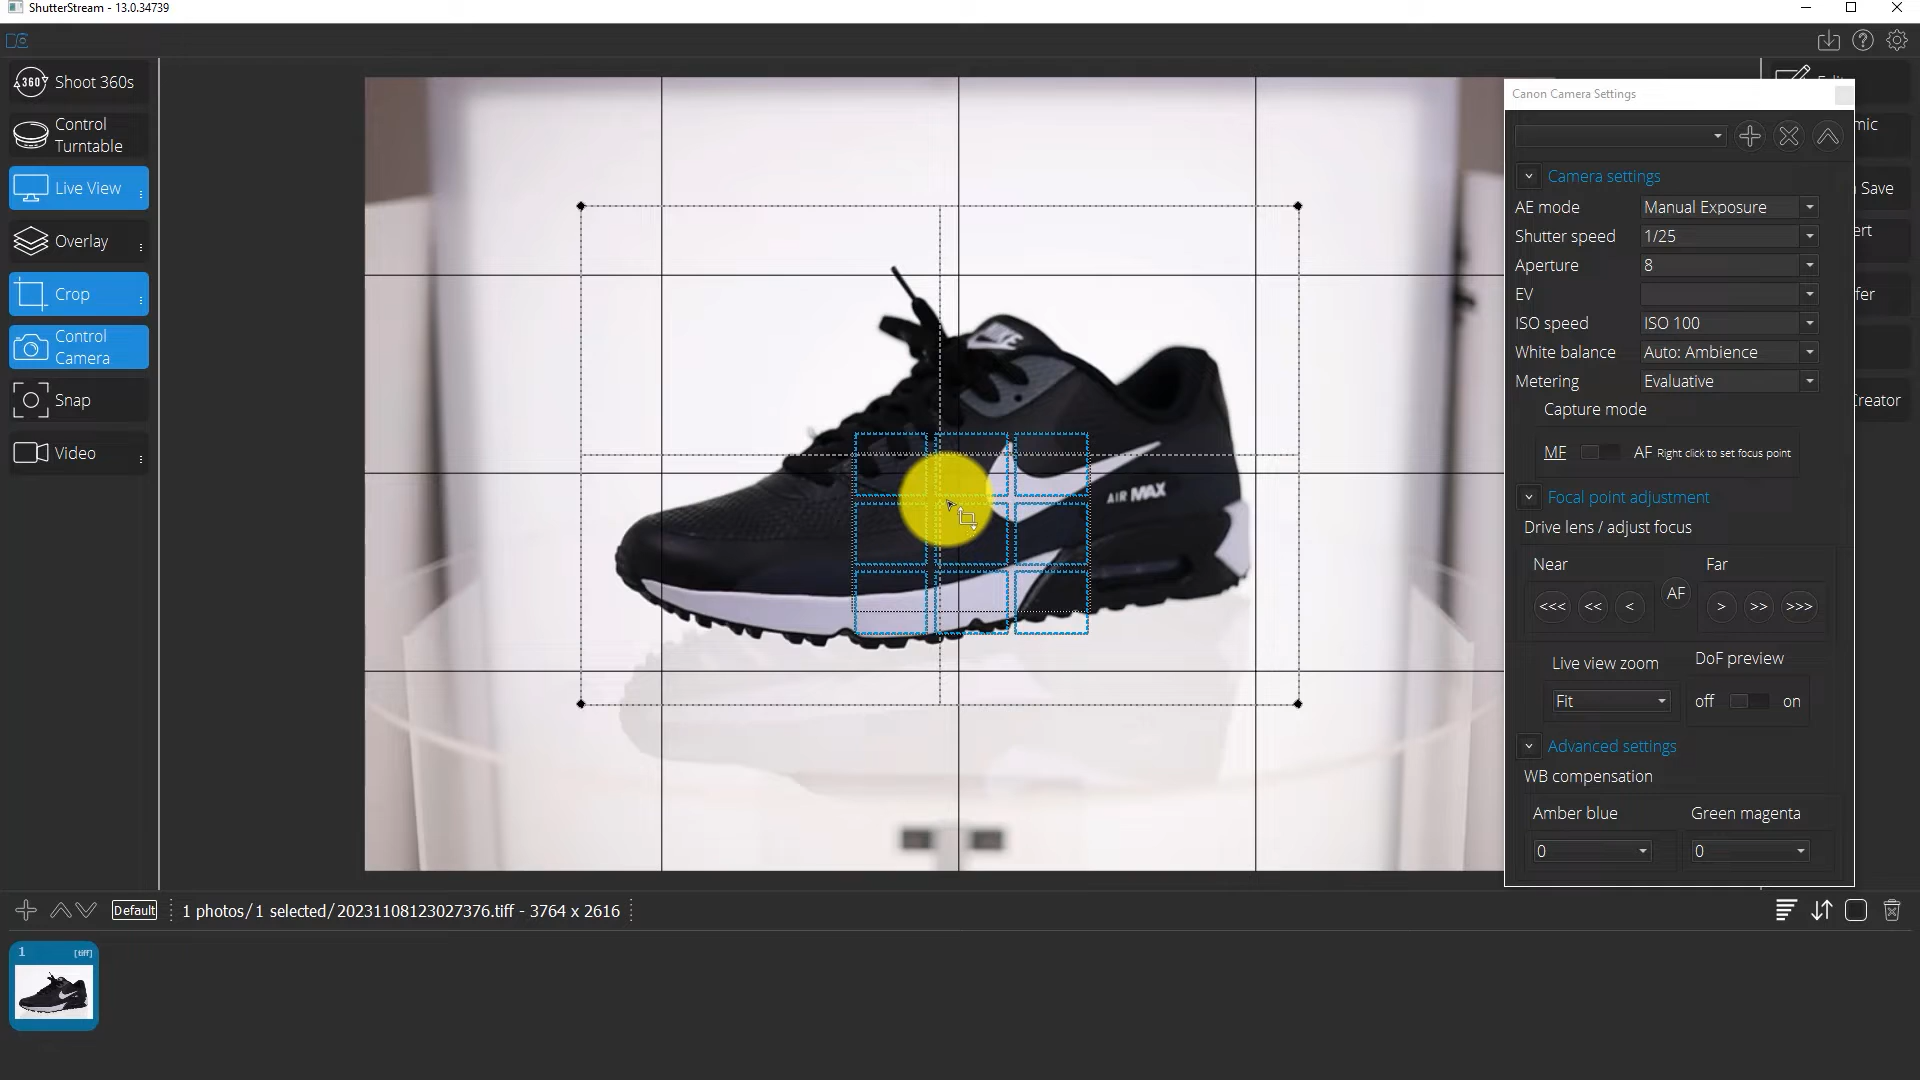 ShutterStream - 13.0.34739
360° Shoot 360s
Control
Turntable
Live View
Overlay
Crop
Control
Camera
Snap
Video
NIKE
AIR MAX
Canon Camera Settings
Camera settings
AE mode Manual Exposure
Shutter speed 1/25
Aperture 8
EV
ISO speed ISO 100
White balance Auto: Ambience
Metering Evaluative
Capture mode
MF AF Right click to set focus point
Focal point adjustment
Drive lens / adjust focus
Near Far
<<< << < AF > >> >>>
Live view zoom DoF preview
Fit off on
Advanced settings
WB compensation
Amber blue Green magenta
0 0
mic
Save
ert
fer
Creator
Default 1 photos/1 selected/20231108123027376.tiff - 3764 x 2616
1 [tiff]